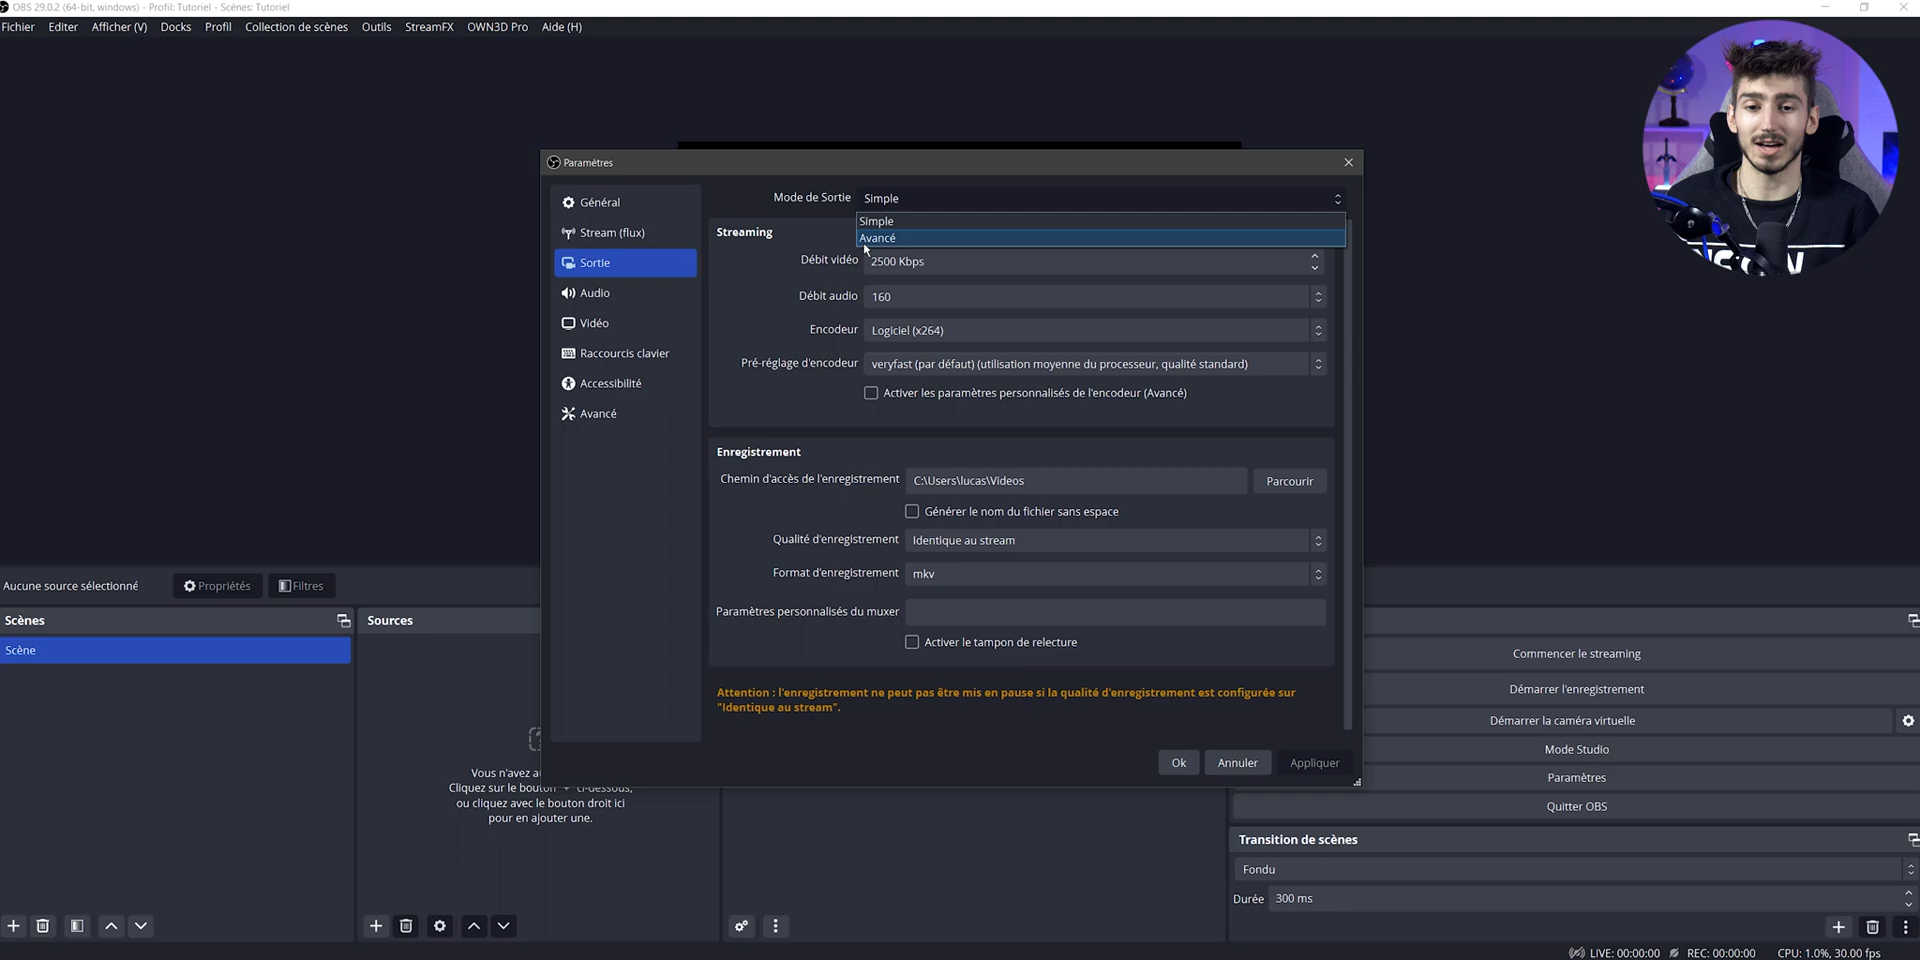 OBS 29.0.2 (64-bit, windows) - Profil: Tutoriel - Scènes: Tutoriel
Fichier Editer Afficher (V) Docks Profil Collection de scènes Outils StreamFX OWN3D Pro Aide (H)
Paramètres
Général
Stream (flux)
Sortie
Audio
Vidéo
Raccourcis clavier
Accessibilité
Avancé
Mode de Sortie Simple
Simple
Avancé
Streaming
Débit vidéo 2500 Kbps
Débit audio 160
Encodeur Logiciel (x264)
Pré-réglage d'encodeur veryfast (par défaut) (utilisation moyenne du processeur, qualité standard)
Activer les paramètres personnalisés de l'encodeur (Avancé)
Enregistrement
Chemin d'accès de l'enregistrement C:\Users\lucas\Videos Parcourir
Générer le nom du fichier sans espace
Qualité d'enregistrement Identique au stream
Format d'enregistrement mkv
Paramètres personnalisés du muxer
Activer le tampon de relecture
Attention : l'enregistrement ne peut pas être mis en pause si la qualité d'enregistrement est configurée sur
"Identique au stream".
Ok Annuler Appliquer
Aucune source sélectionné Propriétés Filtres
Scènes
Scène
Sources
Vous n'avez a
Cliquez sur le bouton "+" ci-dessous,
ou cliquez avec le bouton droit ici
pour en ajouter une.
Commencer le streaming
Démarrer l'enregistrement
Démarrer la caméra virtuelle
Mode Studio
Paramètres
Quitter OBS
Transition de scènes
Fondu
Durée 300 ms
LIVE: 00:00:00 REC: 00:00:00 CPU: 1.0%, 30.00 fps